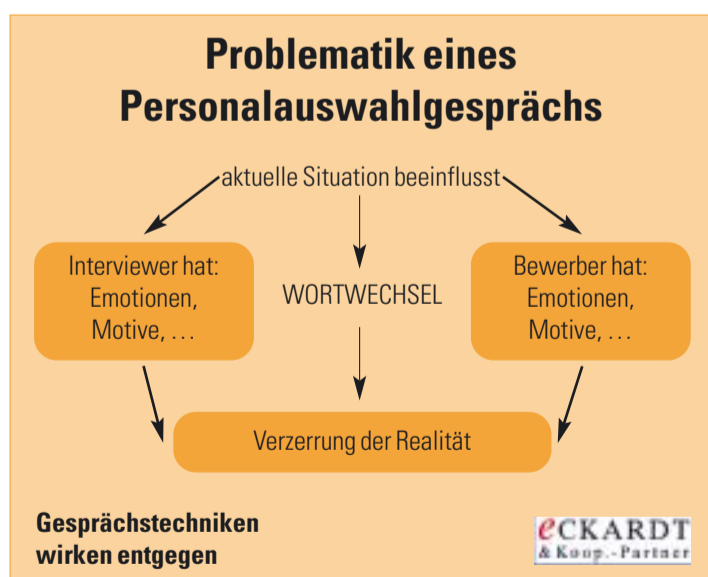 Problematik eines
Personalauswahlgesprächs
aktuelle Situation beeinflusst
Interviewer hat:
Emotionen,
Motive, …
WORTWECHSEL
Bewerber hat:
Emotionen,
Motive, …
Verzerrung der Realität
Gesprächstechniken
wirken entgegen
eCKARDT
& Koop.-Partner